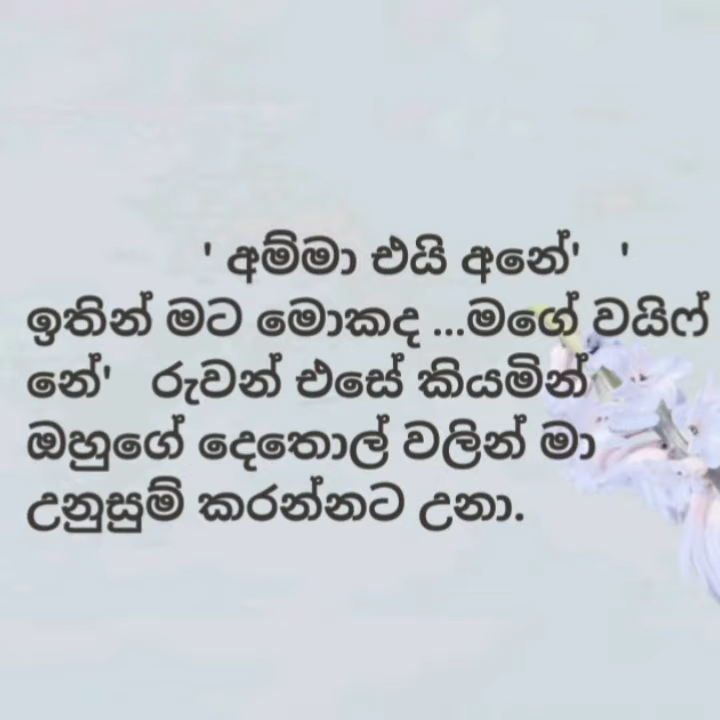 ' අම්මා එයි අනේ' '
ඉතින් මට මොකද ...මගේ වයිෆ්
නේ' රුවන් එසේ කියමින්
ඔහුගේ දෙතොල් වලින් මා
උනුසුම් කරන්නට උනා.